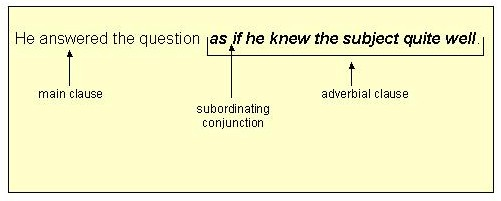 He answered the question as if he knew the subject quite well.
main clause
subordinating
conjunction
adverbial clause